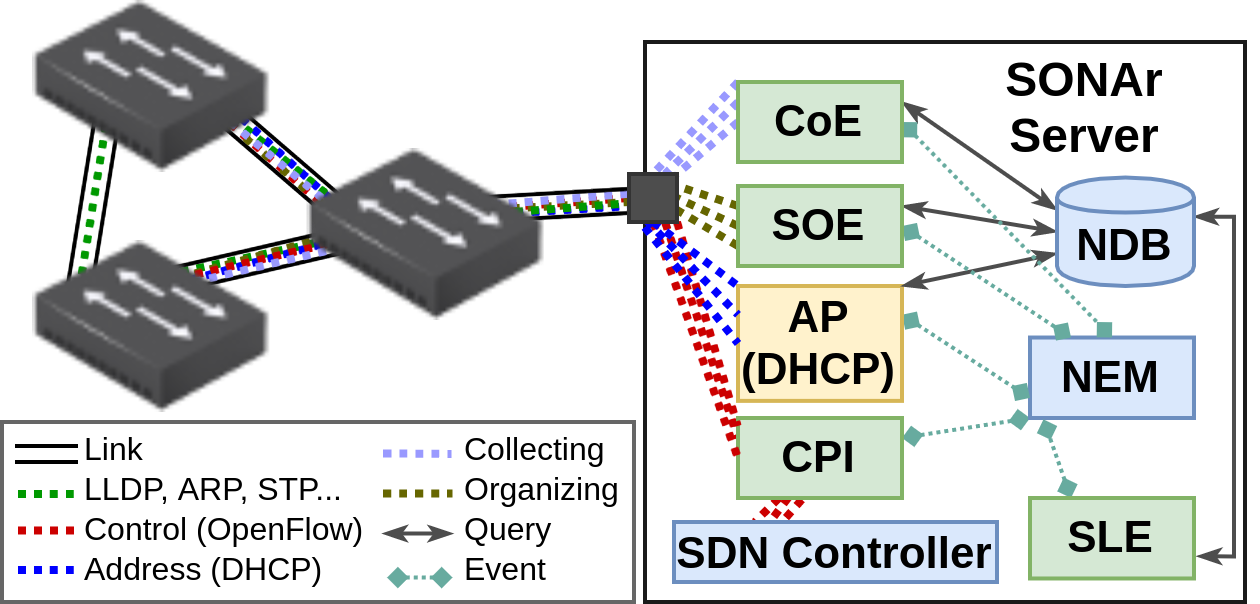 SONAr
Server
CoE
SOE
NDB
AP
(DHCP)
NEM
CPI
SLE
SDN Controller
Link
LLDP, ARP, STP...
Control (OpenFlow)
Address (DHCP)
Collecting
Organizing
Query
Event